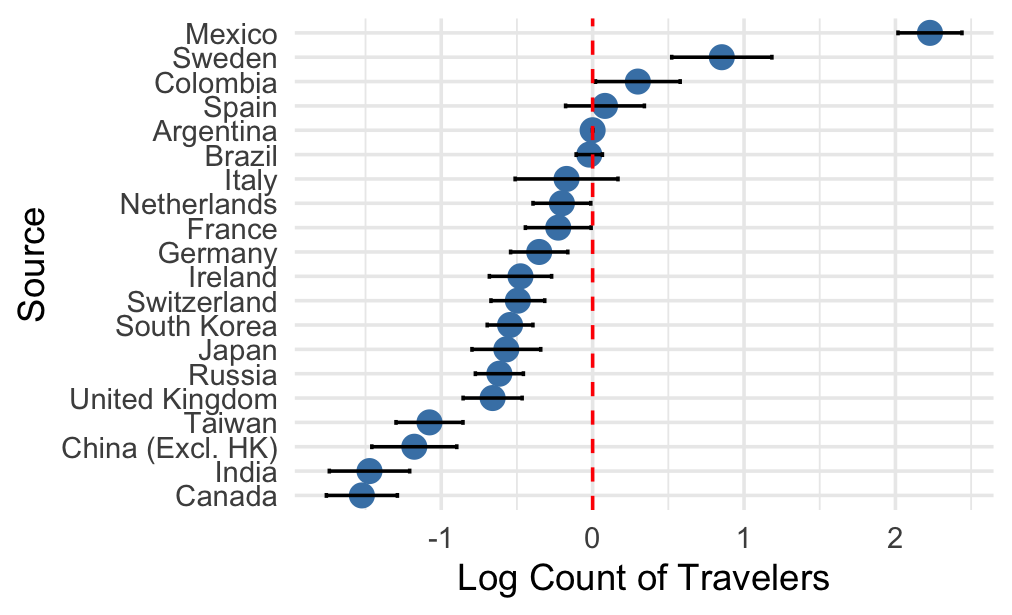 Source
Mexico
Sweden
Colombia
Spain
Argentina
Brazil
Italy
Netherlands
France
Germany
Ireland
Switzerland
South Korea
Japan
Russia
United Kingdom
Taiwan
China (Excl. HK)
India
Canada
-1 0 1 2
Log Count of Travelers